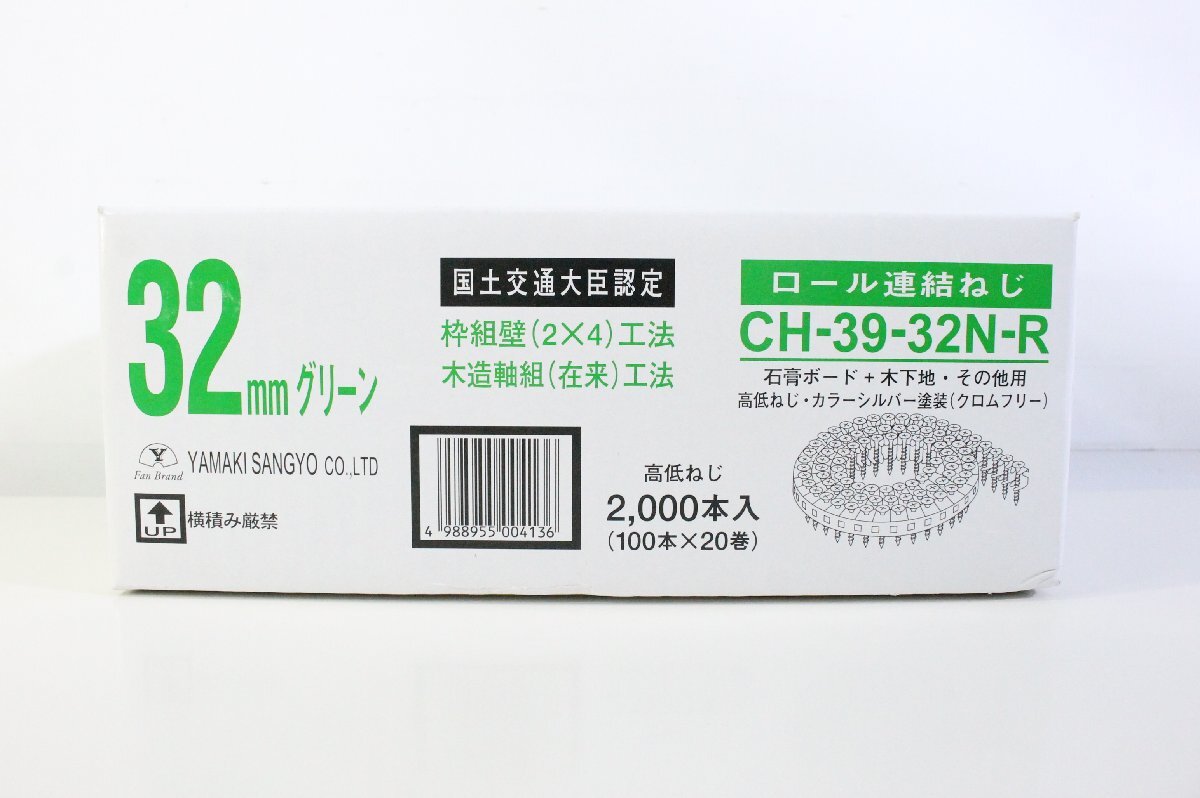 32mm グリーン
YAMAKI SANGYO CO.,LTD
Fan Brand
UP
横積み厳禁
国土交通大臣認定
枠組壁(2×4)工法
木造軸組(在来)工法
4 988955 004136
ロール連結ねじ
CH-39-32N-R
石膏ボード+木下地・その他用
高低ねじ・カラーシルバー塗装(クロムフリー)
高低ねじ
2,000本入
(100本×20巻)